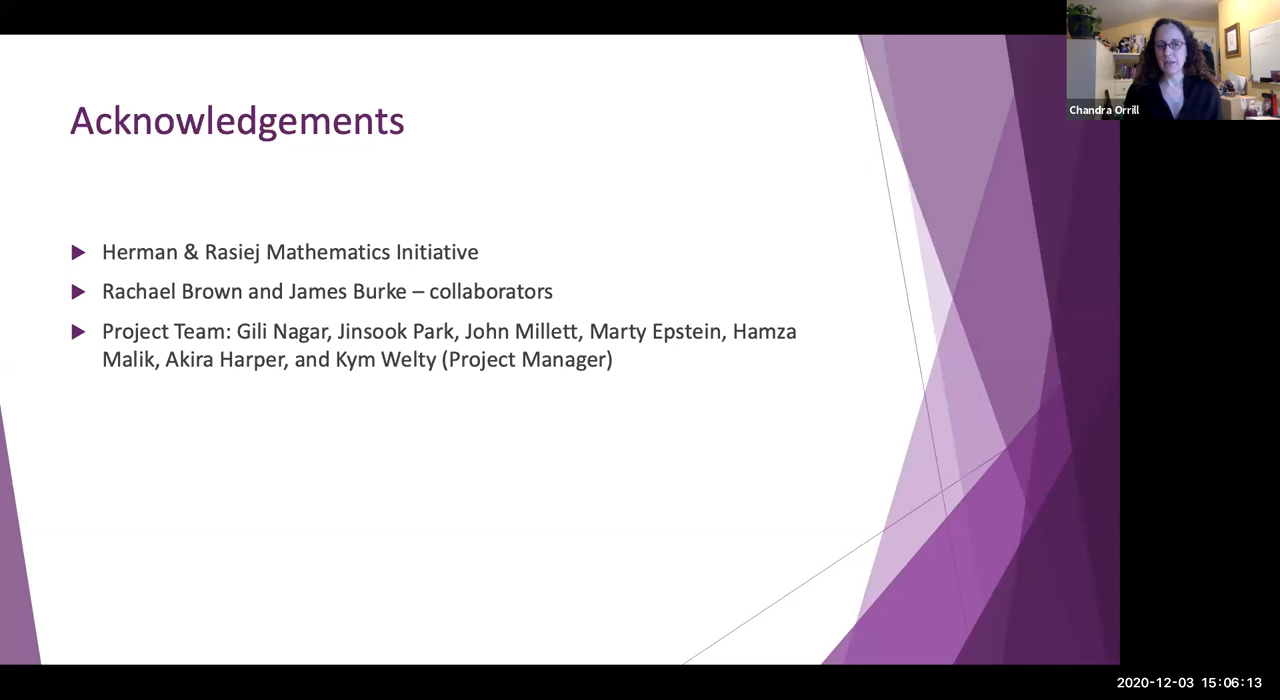 Chandra Orrill
Acknowledgements
Herman & Rasiej Mathematics Initiative
Rachael Brown and James Burke – collaborators
Project Team: Gili Nagar, Jinsook Park, John Millett, Marty Epstein, Hamza
Malik, Akira Harper, and Kym Welty (Project Manager)
2020-12-03 15:06:13